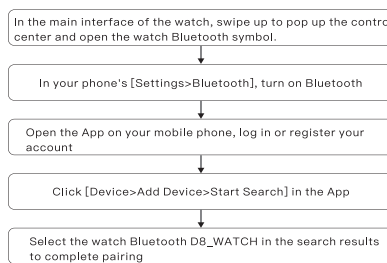 In the main interface of the watch, swipe up to pop up the contro
center and open the watch Bluetooth symbol.
In your phone's [Settings>Bluetooth], turn on Bluetooth
Open the App on your mobile phone, log in or register your
account
Click [Device>Add Device>Start Search] in the App
Select the watch Bluetooth D8_WATCH in the search results
to complete pairing